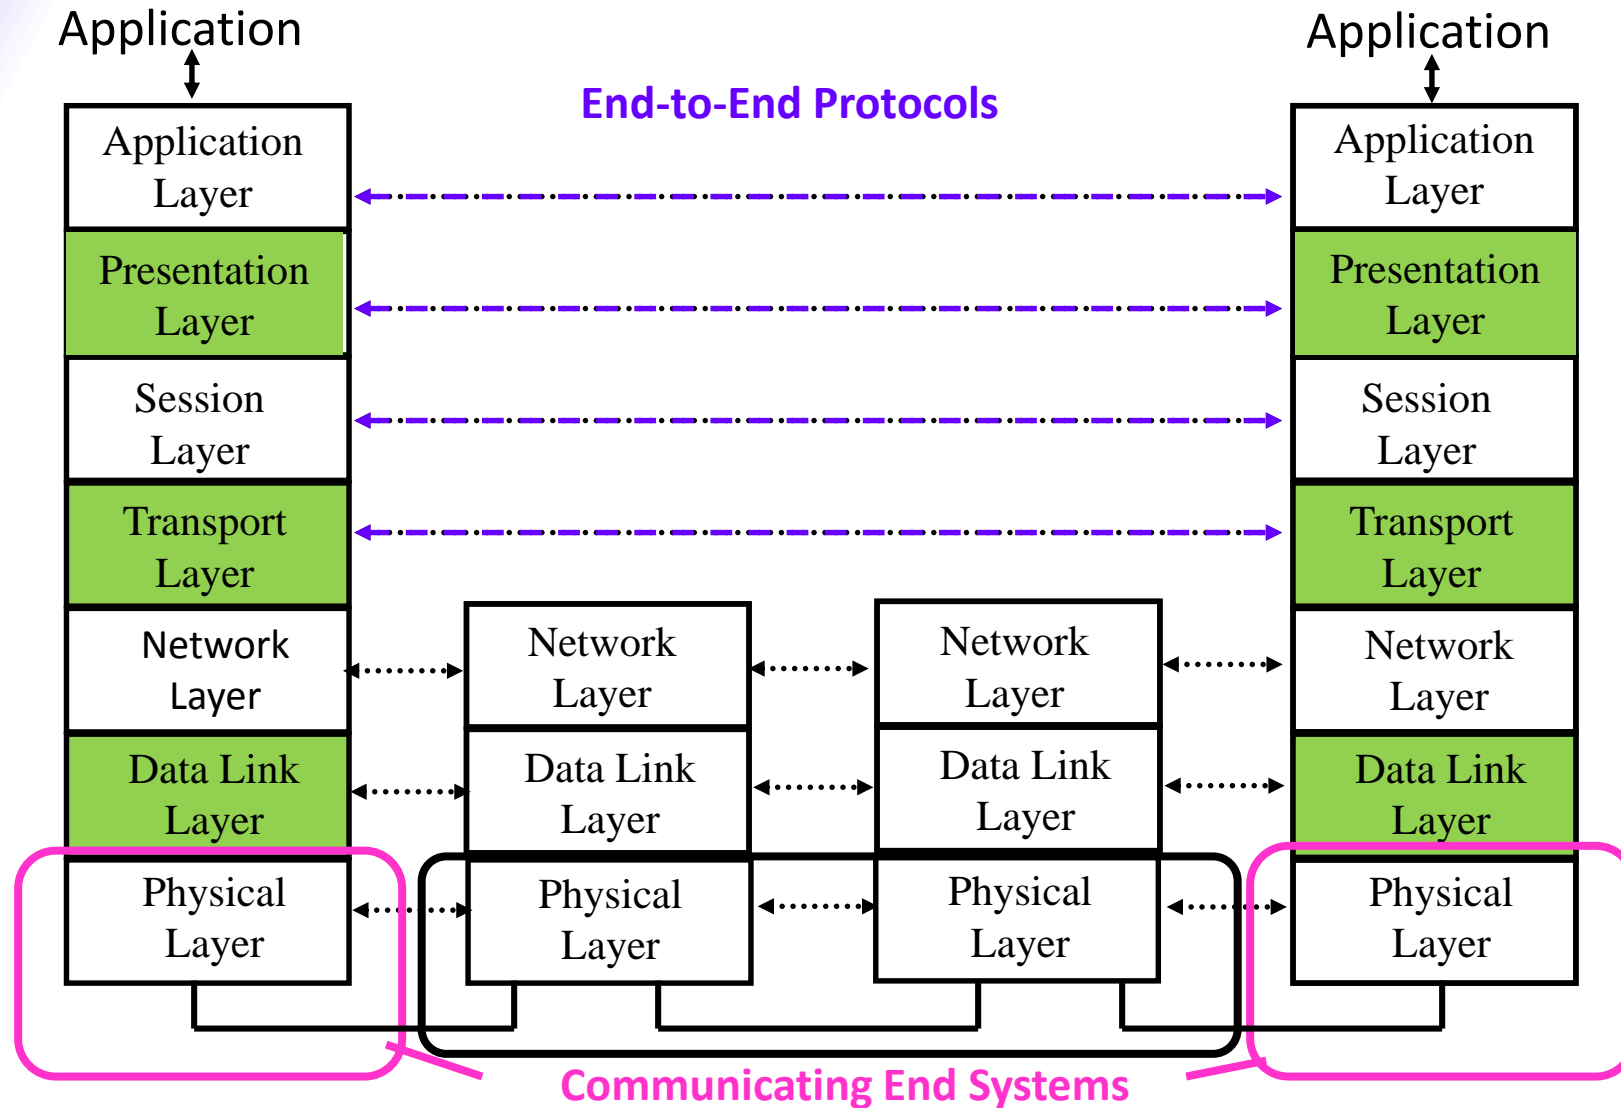 Application
Application
End-to-End Protocols
Application
Layer
Application
Layer
Presentation
Layer
Presentation
Layer
Session
Layer
Session
Layer
Transport
Layer
Transport
Layer
Network
Layer
Network
Layer
Network
Layer
Network
Layer
Data Link
Layer
Data Link
Layer
Data Link
Layer
Data Link
Layer
Physical
Layer
Physical
Layer
Physical
Layer
Physical
Layer
Communicating End Systems